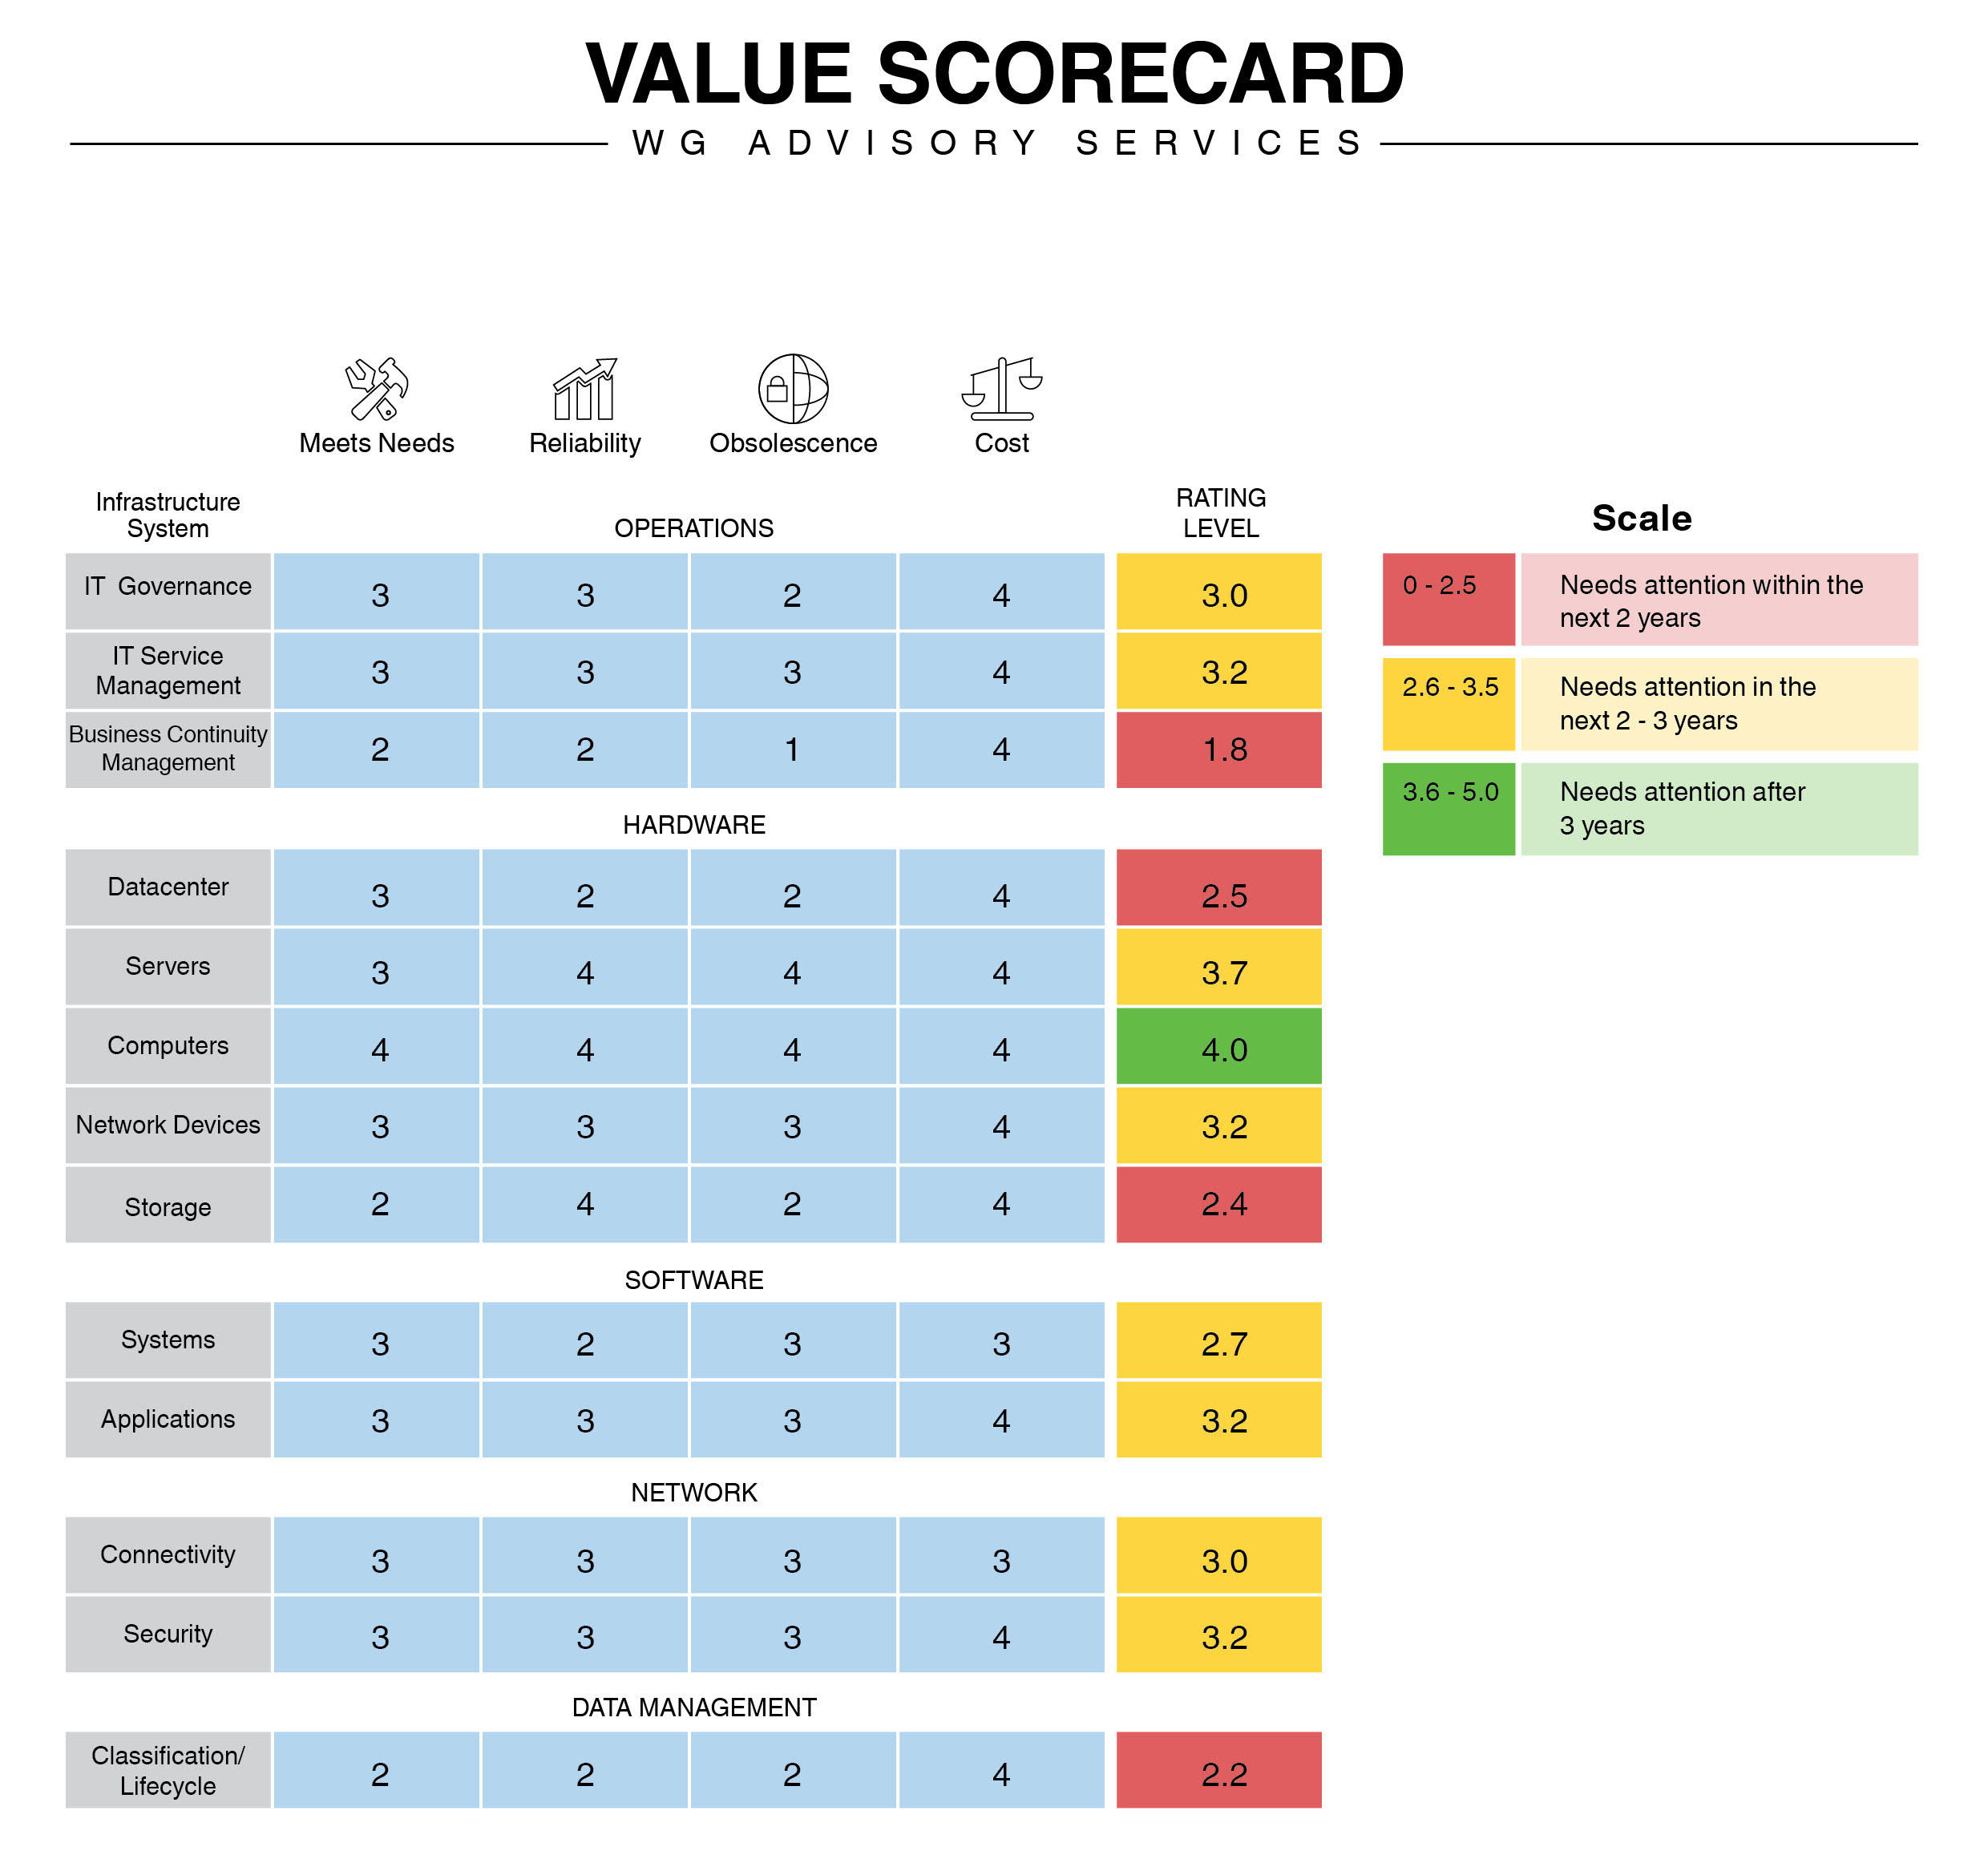 VALUE SCORECARD
WG ADVISORY SERVICES
Meets Needs
Reliability
Obsolescence
Cost
Infrastructure
System
OPERATIONS
RATING
LEVEL
IT Governance 3 3 2 4 3.0
IT Service
Management 3 3 3 4 3.2
Business Continuity
Management 2 2 1 4 1.8
HARDWARE
Datacenter 3 2 2 4 2.5
Servers 3 4 4 4 3.7
Computers 4 4 4 4 4.0
Network Devices 3 3 3 4 3.2
Storage 2 4 2 4 2.4
SOFTWARE
Systems 3 2 3 3 2.7
Applications 3 3 3 4 3.2
NETWORK
Connectivity 3 3 3 3 3.0
Security 3 3 3 4 3.2
DATA MANAGEMENT
Classification/
Lifecycle 2 2 2 4 2.2
Scale
0 - 2.5 Needs attention within the
next 2 years
2.6 - 3.5 Needs attention in the
next 2 - 3 years
3.6 - 5.0 Needs attention after
3 years